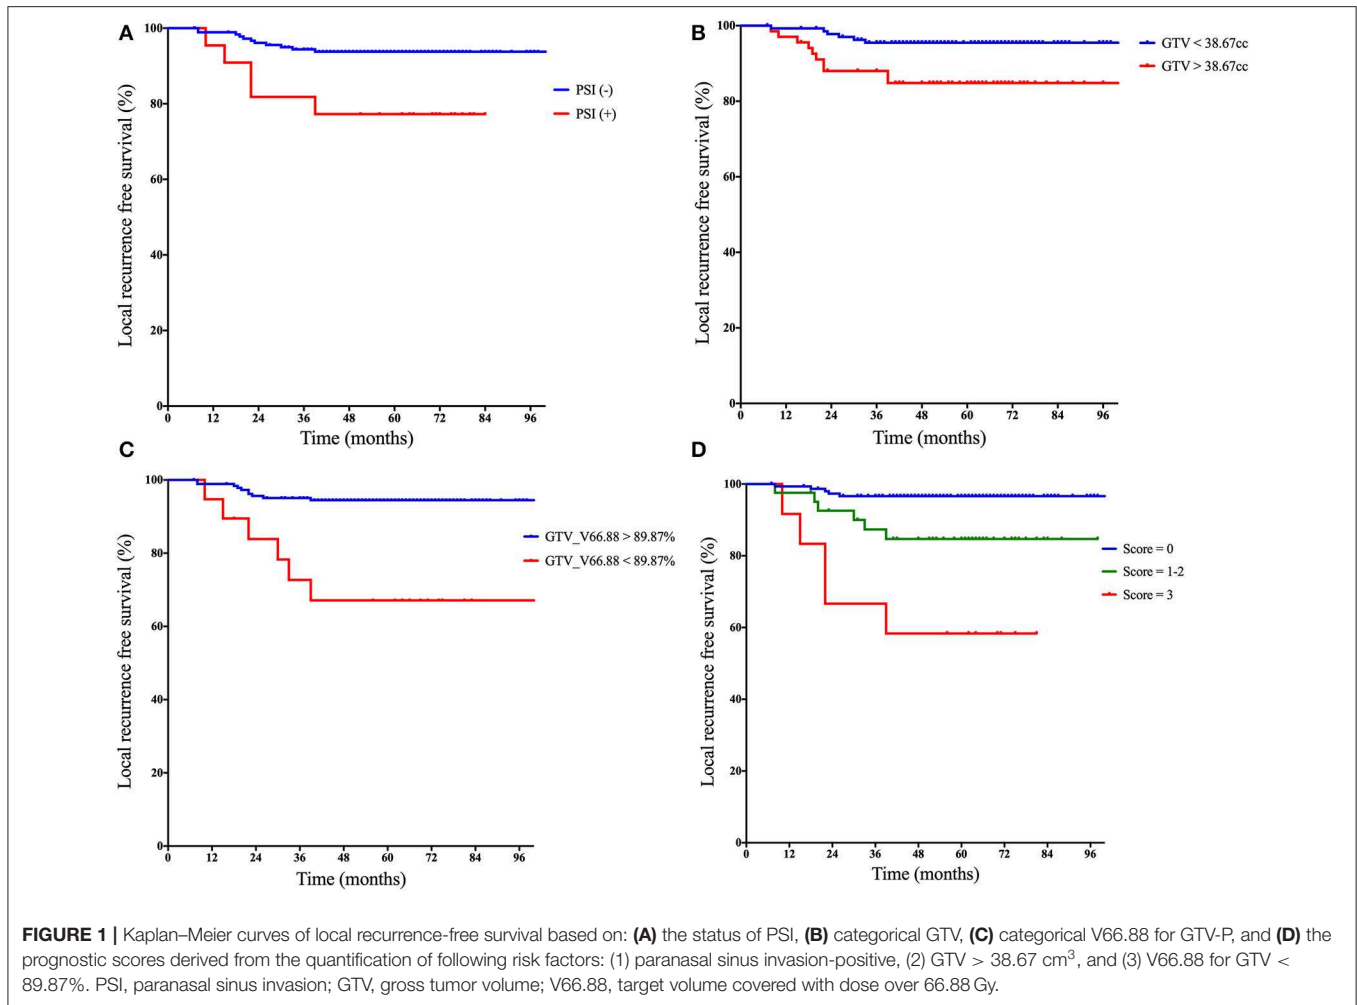 A
Local recurrence free survival (%)
100
80
60
40
20
0
0 12 24 36 48 60 72 84 96
Time (months)
PSI (-)
PSI (+)
B
Local recurrence free survival (%)
100
80
60
40
20
0
0 12 24 36 48 60 72 84 96
Time (months)
GTV < 38.67cc
GTV > 38.67cc
C
Local recurrence free survival (%)
100
80
60
40
20
0
0 12 24 36 48 60 72 84 96
Time (months)
GTV_V66.88 > 89.87%
GTV_V66.88 < 89.87%
D
Local recurrence free survival (%)
100
80
60
40
20
0
0 12 24 36 48 60 72 84 96
Time (months)
Score = 0
Score = 1-2
Score = 3
FIGURE 1 | Kaplan–Meier curves of local recurrence-free survival based on: (A) the status of PSI, (B) categorical GTV, (C) categorical V66.88 for GTV-P, and (D) the
prognostic scores derived from the quantification of following risk factors: (1) paranasal sinus invasion-positive, (2) GTV > 38.67 cm³, and (3) V66.88 for GTV <
89.87%. PSI, paranasal sinus invasion; GTV, gross tumor volume; V66.88, target volume covered with dose over 66.88 Gy.